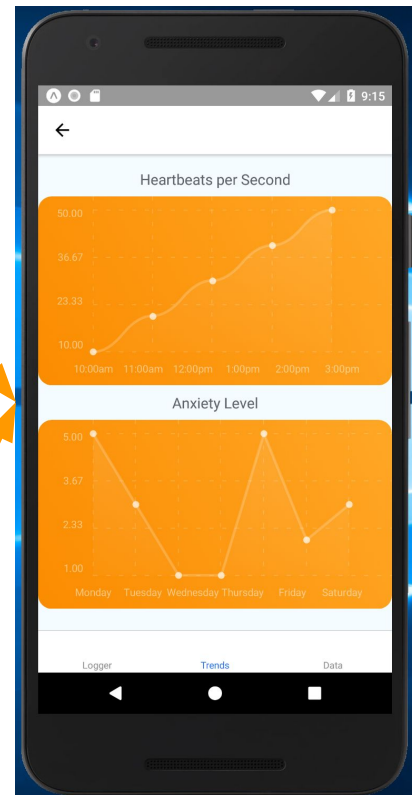 9:15
Heartbeats per Second
50.00
36.67
23.33
10.00
10:00am 11:00am 12:00pm 1:00pm 2:00pm 3:00pm
Anxiety Level
5.00
3.67
2.33
1.00
Monday Tuesday Wednesday Thursday Friday Saturday
Logger Trends Data